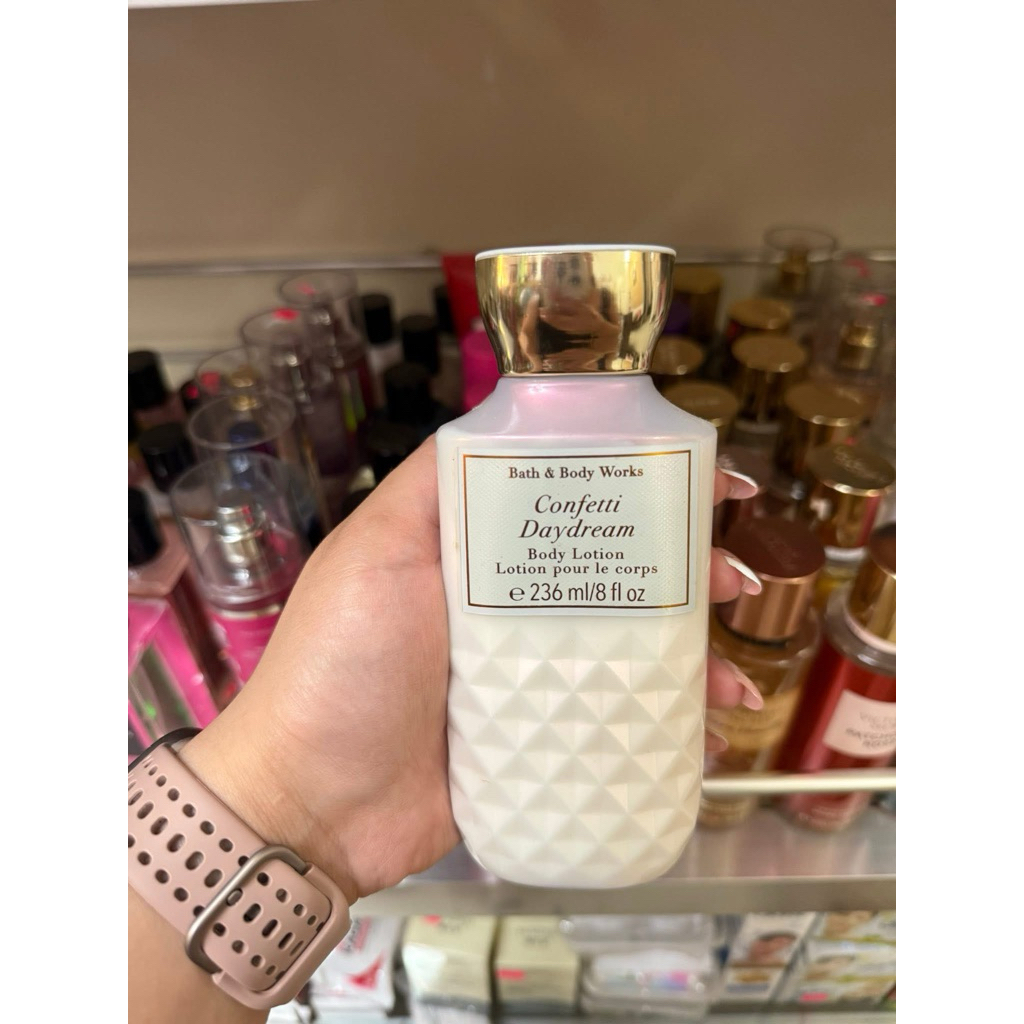 Bath & Body Works
Confetti
Daydream
Body Lotion
Lotion pour le corps
℮ 236 ml/8 fl oz